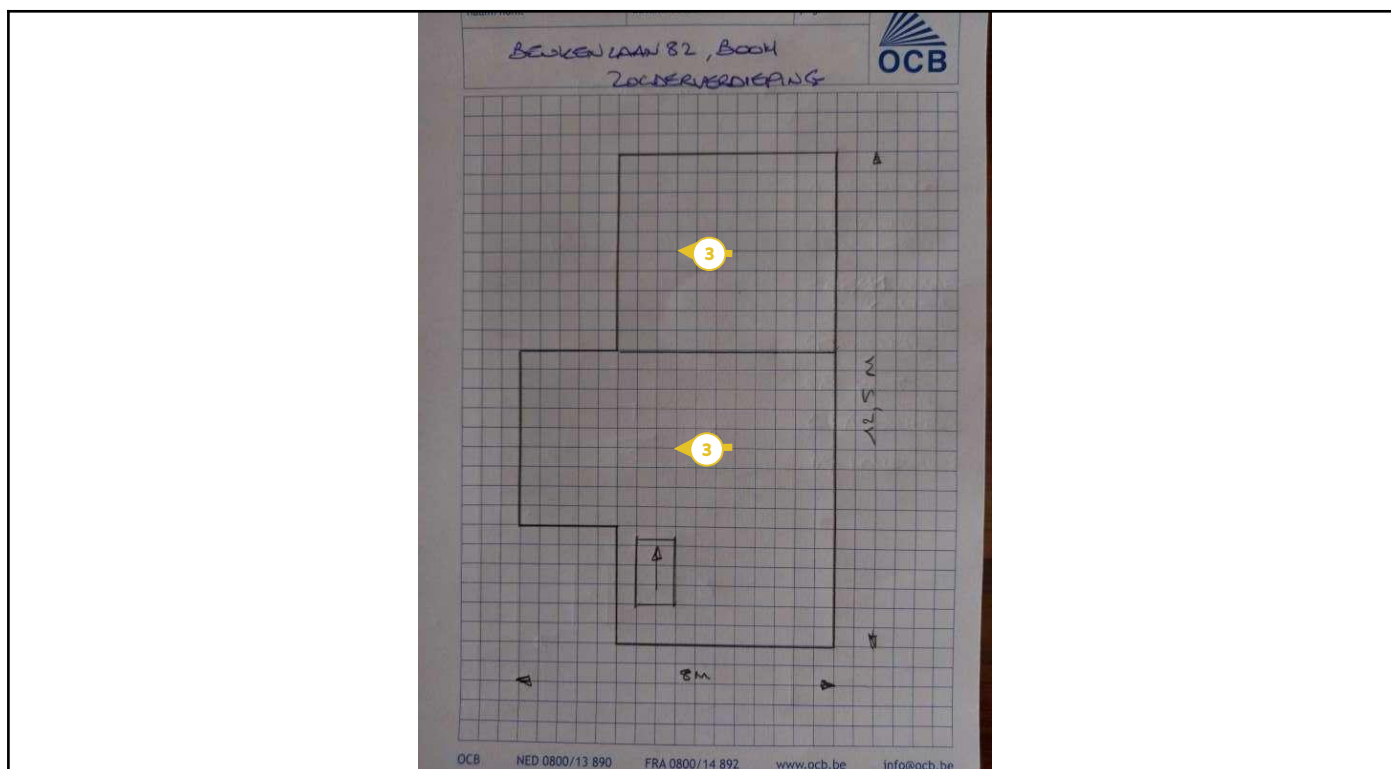 BEUKENLAAN 82, BOOM
ZOLDERVERDIEPING
OCB
3
12,5 M
3
8M
OCB NED 0800/13 890 FRA 0800/14 892 www.ocb.be info@ocb.be